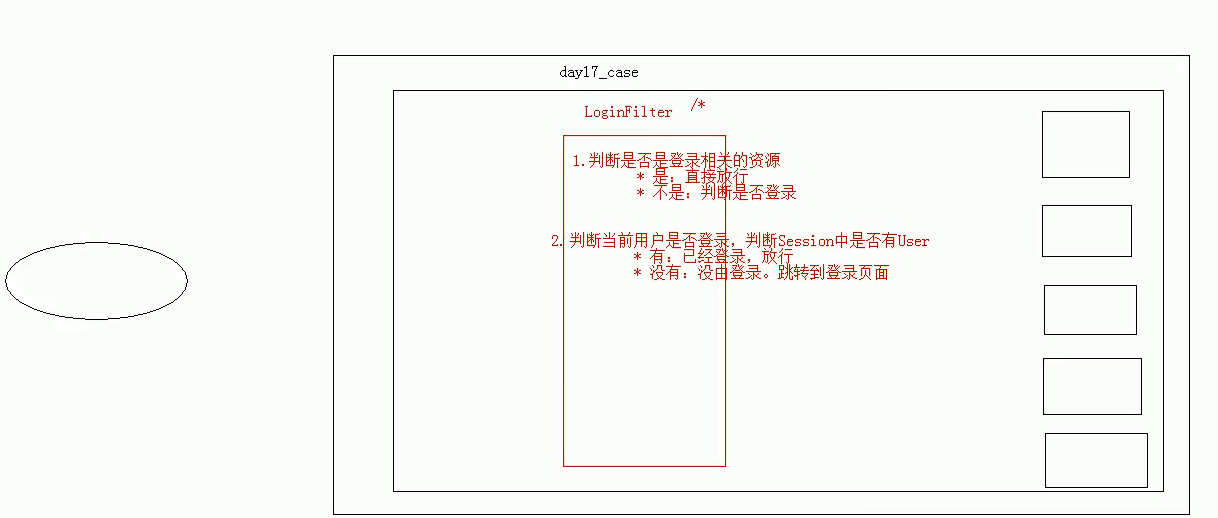 day17_case
LoginFilter /*
1.判断是否是登录相关的资源
* 是：直接放行
* 不是：判断是否登录
2.判断当前用户是否登录，判断Session中是否有User
* 有：已经登录，放行
* 没有：没由登录。跳转到登录页面